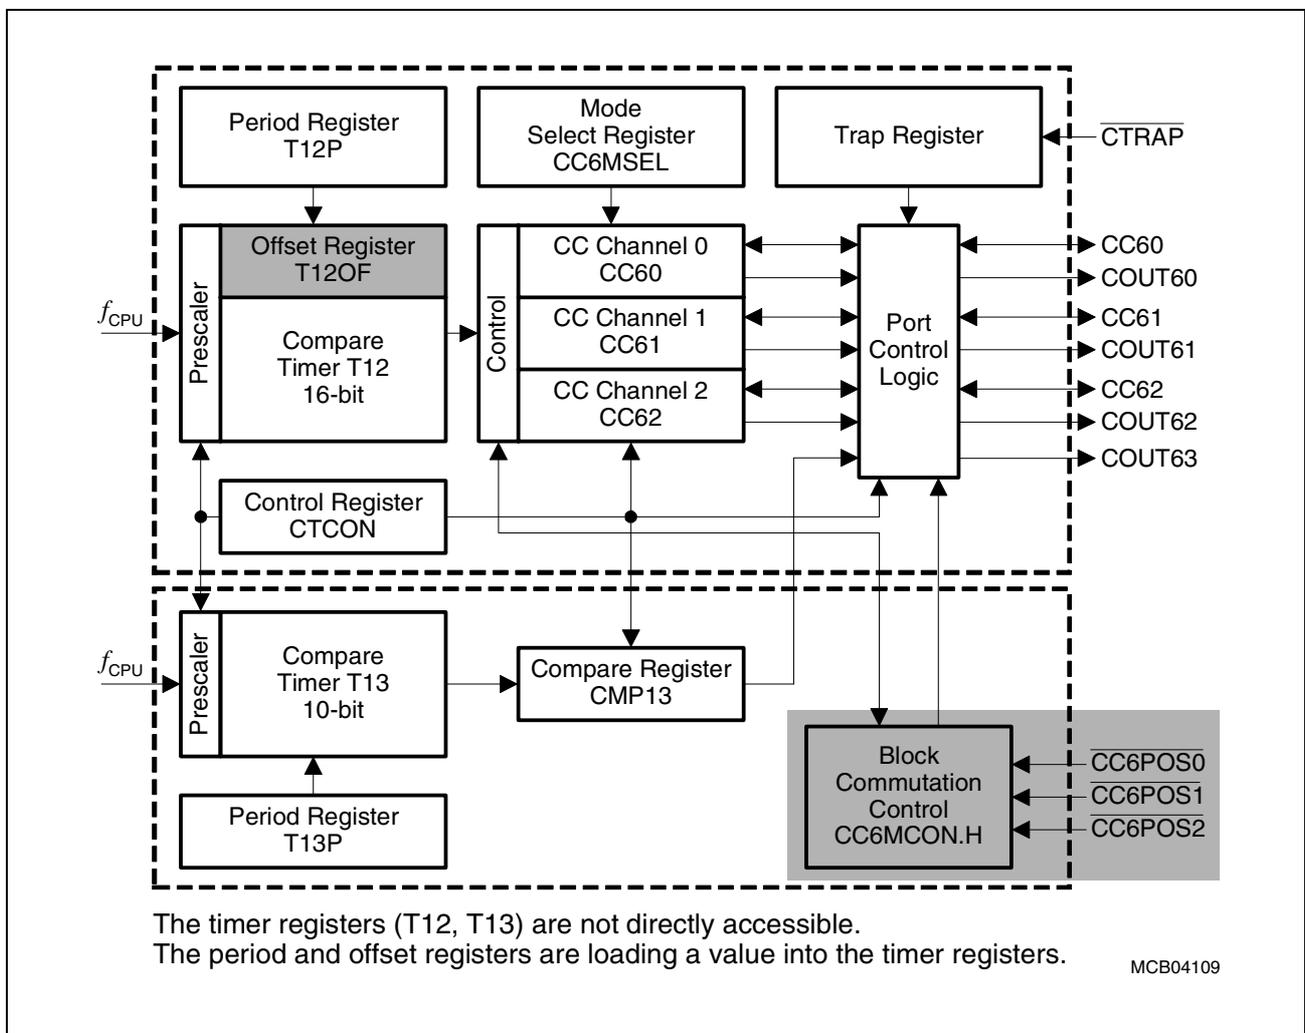 Period Register
T12P
Mode
Select Register
CC6MSEL
Trap Register
CTRAP
Prescaler
Offset Register
T12OF
Compare
Timer T12
16-bit
fCPU
Control
CC Channel 0
CC60
CC Channel 1
CC61
CC Channel 2
CC62
Port
Control
Logic
CC60
COUT60
CC61
COUT61
CC62
COUT62
COUT63
Control Register
CTCON
fCPU
Prescaler
Compare
Timer T13
10-bit
Compare Register
CMP13
Period Register
T13P
Block
Commutation
Control
CC6MCON.H
CC6POS0
CC6POS1
CC6POS2
The timer registers (T12, T13) are not directly accessible.
The period and offset registers are loading a value into the timer registers.
MCB04109